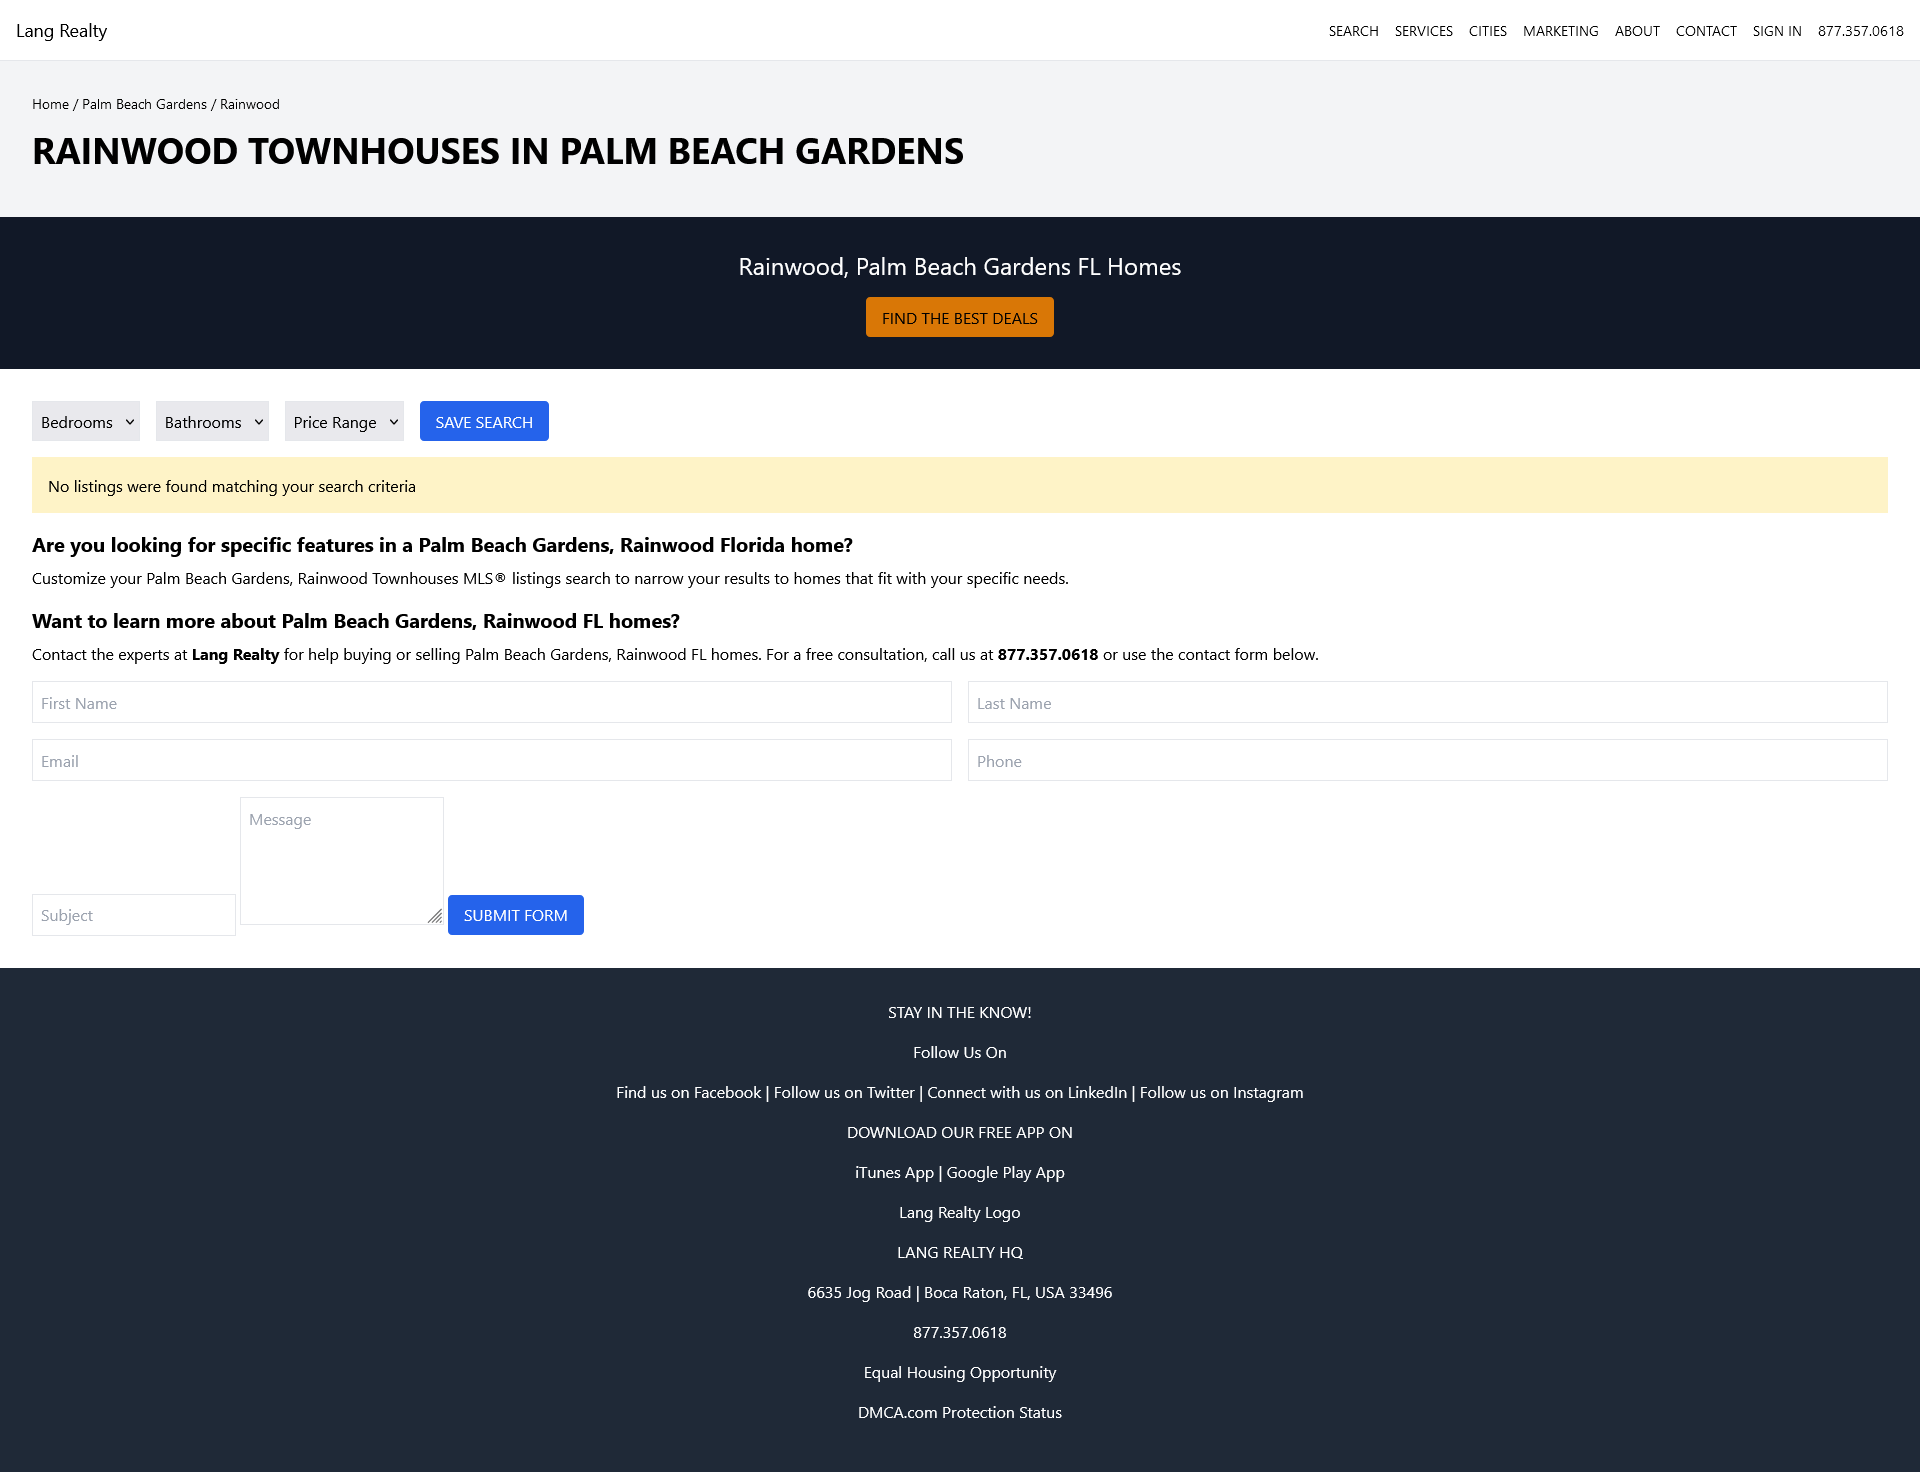 Lang Realty
SEARCH SERVICES CITIES MARKETING ABOUT CONTACT SIGN IN 877.357.0618
Home / Palm Beach Gardens / Rainwood
RAINWOOD TOWNHOUSES IN PALM BEACH GARDENS
Rainwood, Palm Beach Gardens FL Homes
FIND THE BEST DEALS
Bedrooms Bathrooms Price Range SAVE SEARCH
No listings were found matching your search criteria
Are you looking for specific features in a Palm Beach Gardens, Rainwood Florida home?
Customize your Palm Beach Gardens, Rainwood Townhouses MLS® listings search to narrow your results to homes that fit with your specific needs.
Want to learn more about Palm Beach Gardens, Rainwood FL homes?
Contact the experts at Lang Realty for help buying or selling Palm Beach Gardens, Rainwood FL homes. For a free consultation, call us at 877.357.0618 or use the contact form below.
First Name Last Name
Email Phone
Message
Subject SUBMIT FORM
STAY IN THE KNOW!
Follow Us On
Find us on Facebook | Follow us on Twitter | Connect with us on LinkedIn | Follow us on Instagram
DOWNLOAD OUR FREE APP ON
iTunes App | Google Play App
Lang Realty Logo
LANG REALTY HQ
6635 Jog Road | Boca Raton, FL, USA 33496
877.357.0618
Equal Housing Opportunity
DMCA.com Protection Status